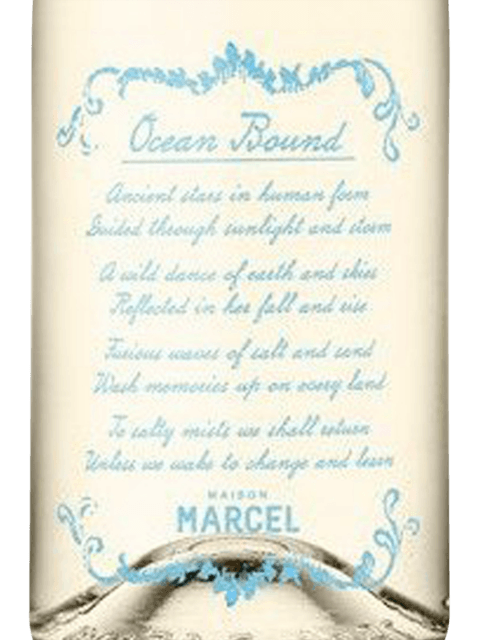 Ocean Bound
Ancient stars in human form
Guided through sunlight and storm
A wild dance of earth and skies
Reflected in her fall and rise
Furious waves of salt and sand
Wash memories up on every land
To salty mists we shall return
Unless we wake to change and learn
MAISON
MARCEL